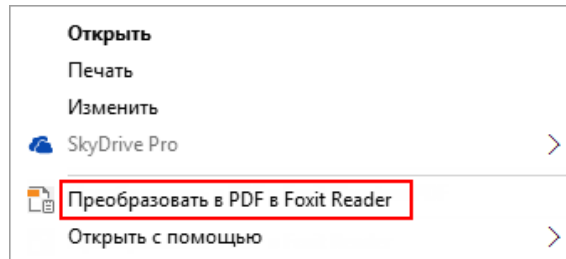 Открыть
Печать
Изменить
SkyDrive Pro
Преобразовать в PDF в Foxit Reader
Открыть с помощью